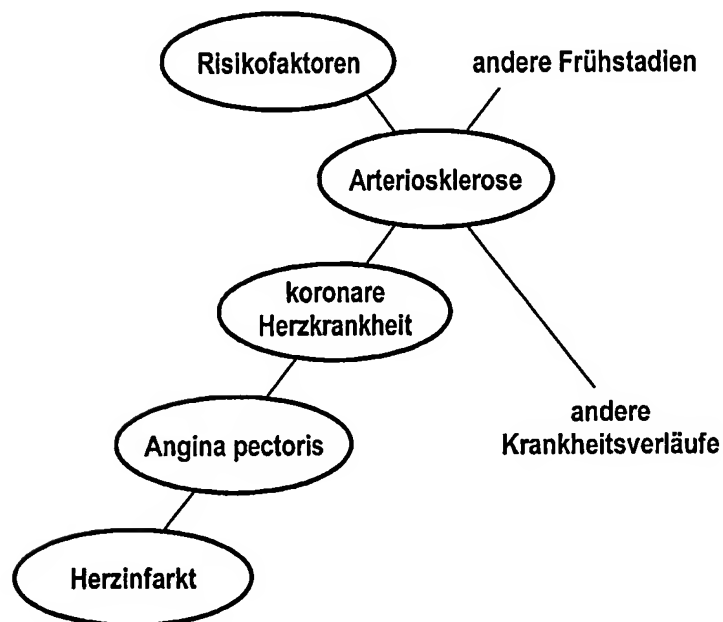 Risikofaktoren
andere Frühstadien
Arteriosklerose
koronare
Herzkrankheit
andere
Krankheitsverläufe
Angina pectoris
Herzinfarkt